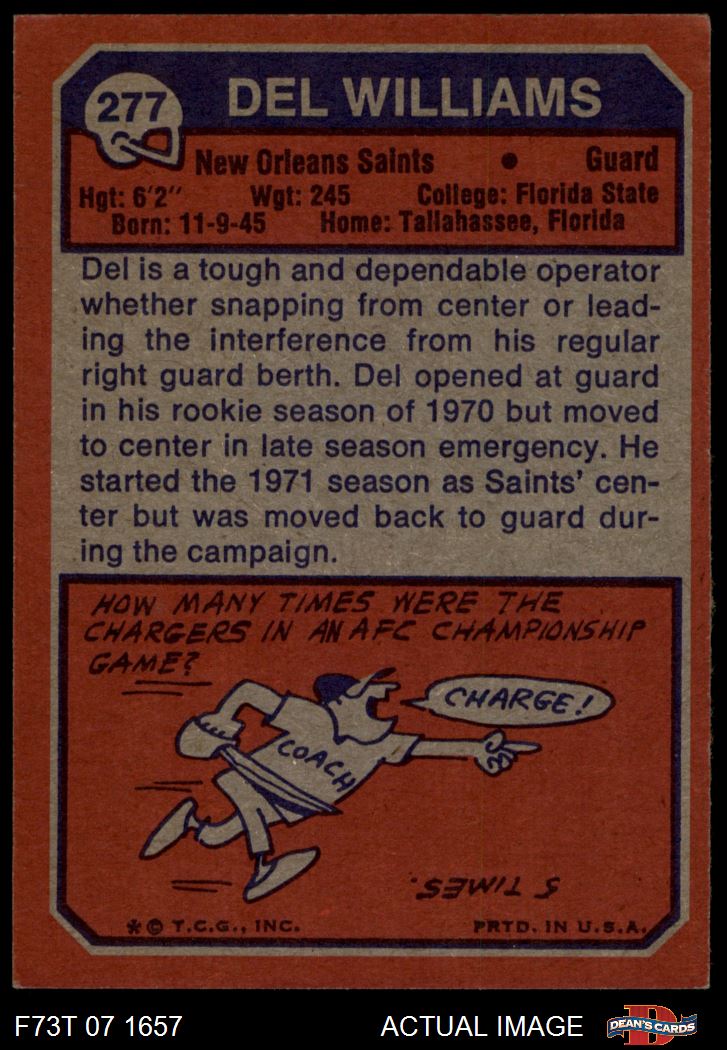 277
DEL WILLIAMS
New Orleans Saints • Guard
Hgt: 6'2" Wgt: 245 College: Florida State
Born: 11-9-45 Home: Tallahassee, Florida
Del is a tough and dependable operator
whether snapping from center or lead-
ing the interference from his regular
right guard berth. Del opened at guard
in his rookie season of 1970 but moved
to center in late season emergency. He
started the 1971 season as Saints' cen-
ter but was moved back to guard dur-
ing the campaign.
HOW MANY TIMES WERE THE
CHARGERS IN AN AFC CHAMPIONSHIP
GAME?
CHARGE!
COACH
5 TIMES.
* © T.C.G., INC. PRTD. IN U.S.A.
F73T 07 1657 ACTUAL IMAGE
D
DEAN'S CARDS